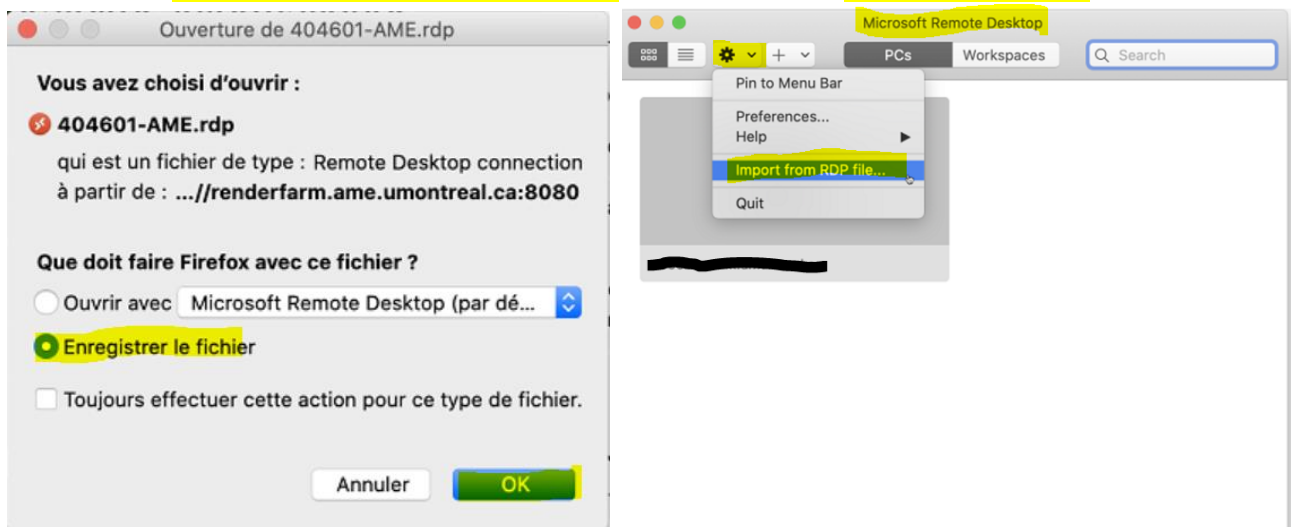 Ouverture de 404601-AME.rdp
Vous avez choisi d'ouvrir :
404601-AME.rdp
qui est un fichier de type : Remote Desktop connection
à partir de : ...//renderfarm.ame.umontreal.ca:8080
Que doit faire Firefox avec ce fichier ?
Ouvrir avec Microsoft Remote Desktop (par dé...
Enregistrer le fichier
Toujours effectuer cette action pour ce type de fichier.
Annuler OK
Microsoft Remote Desktop
PCs Workspaces Search
Pin to Menu Bar
Preferences...
Help
Import from RDP file...
Quit